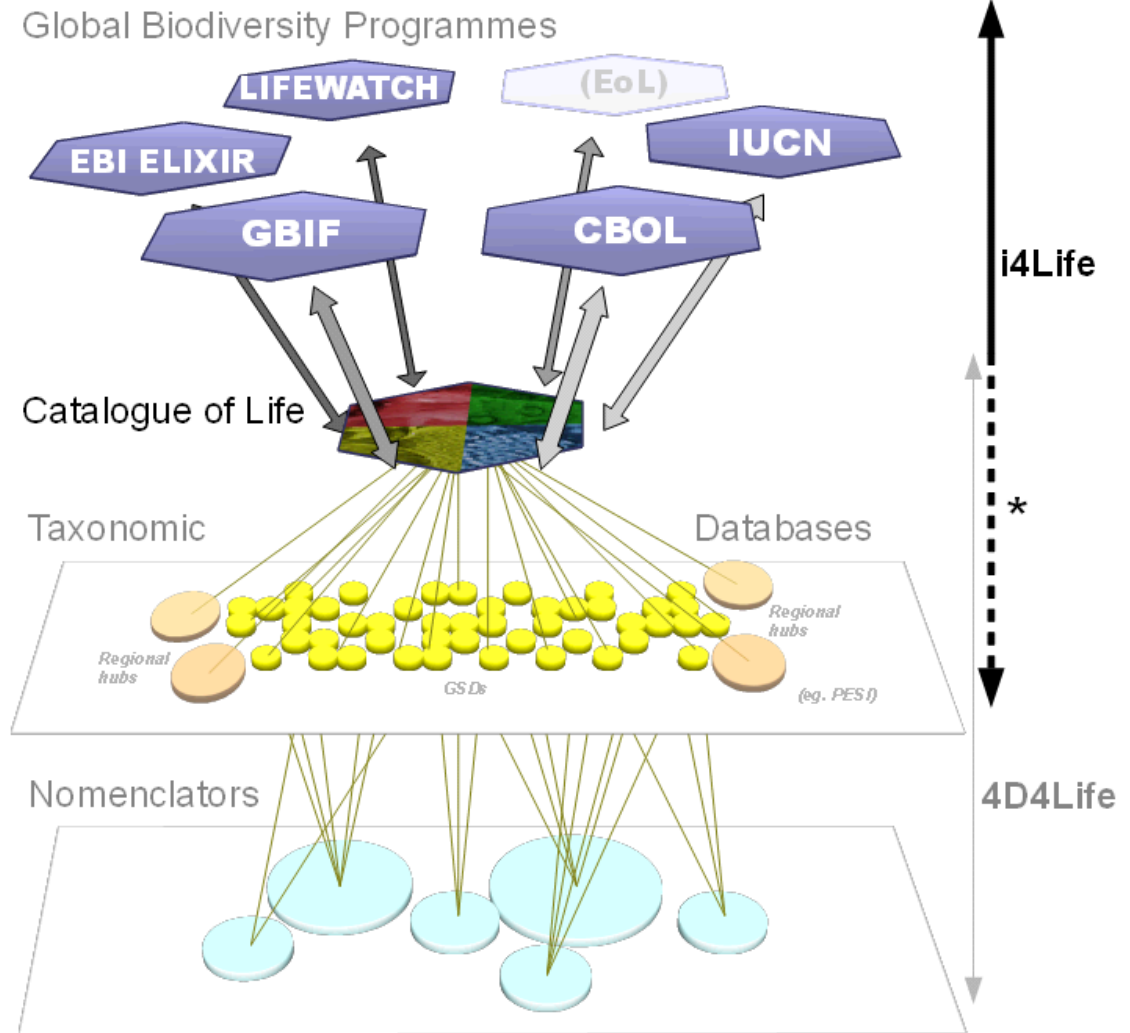 Global Biodiversity Programmes
LIFEWATCH
(EoL)
EBI ELIXIR
IUCN
GBIF
CBOL
i4Life
Catalogue of Life
*
Taxonomic
Databases
Regional
hubs
Regional
hubs
GSDs
(eg. PESI)
Nomenclators
4D4Life